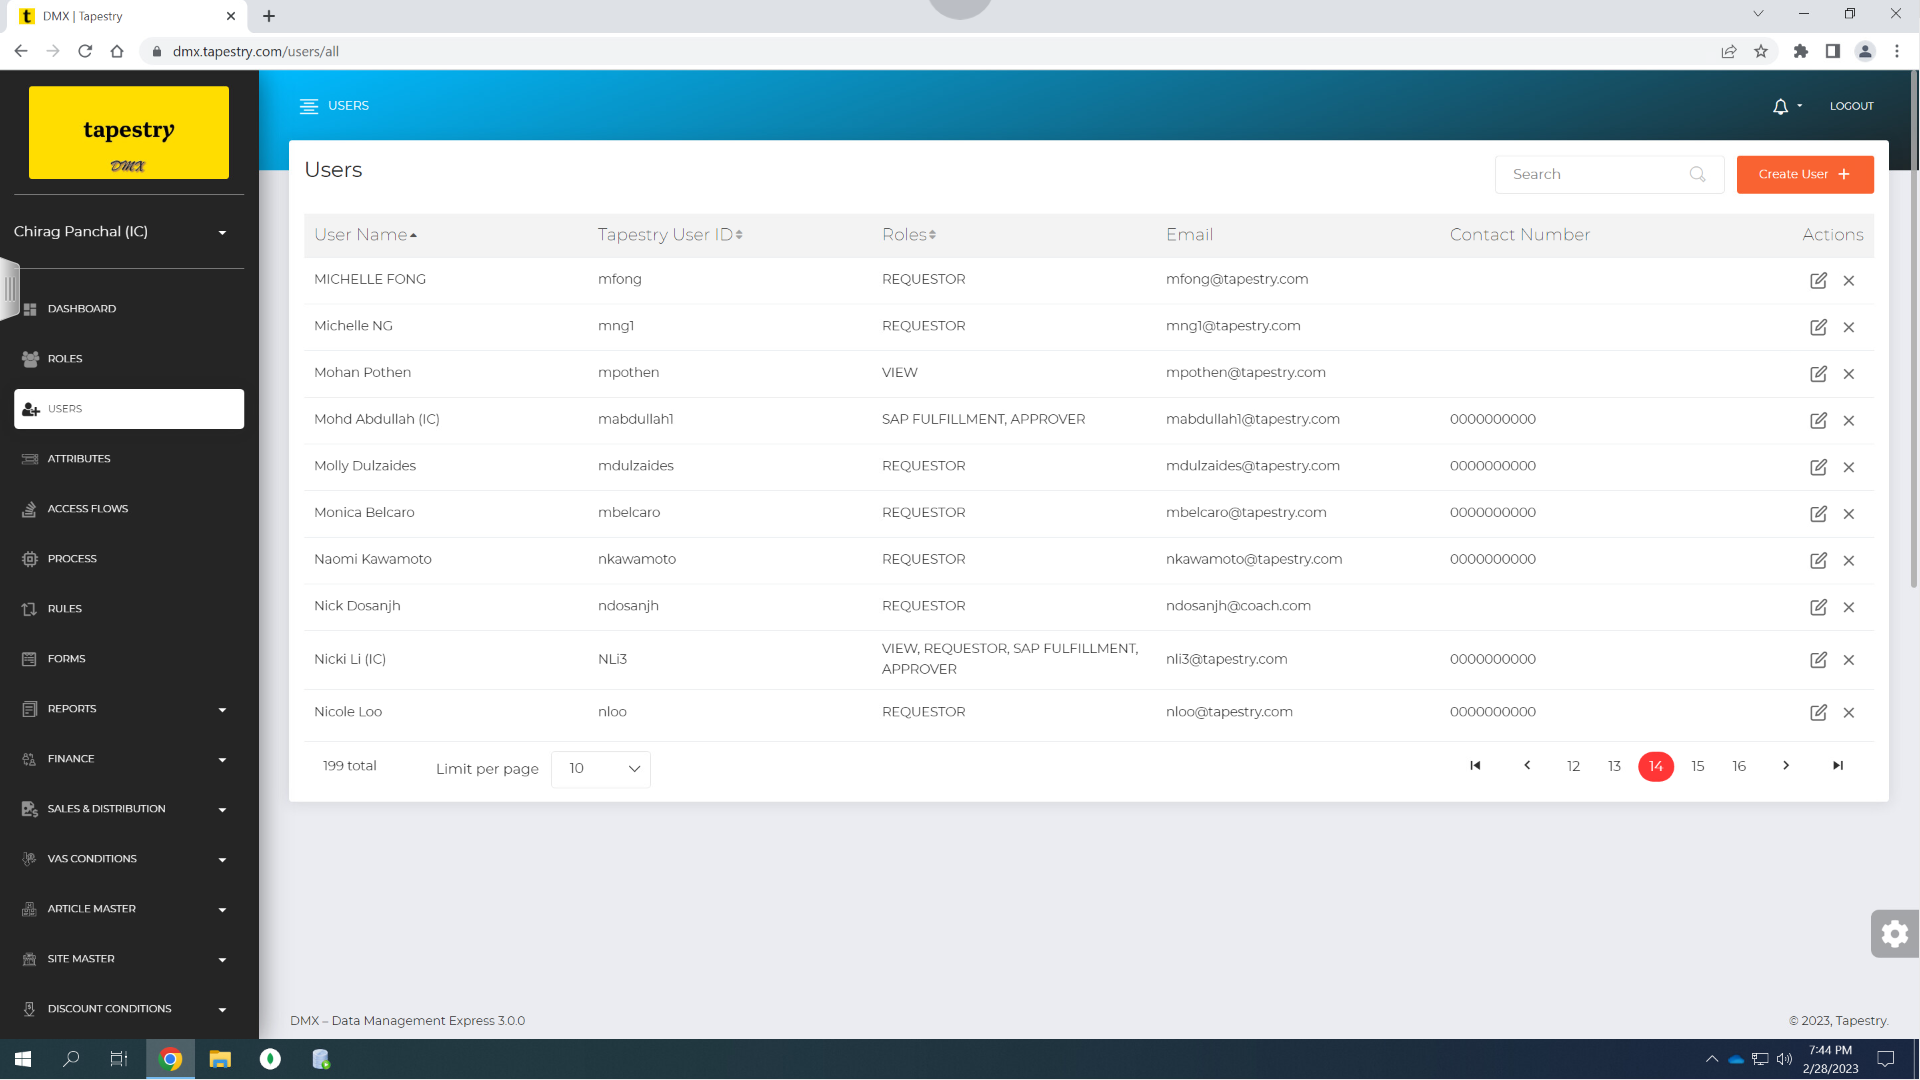 DMX | Tapestry
dmx.tapestry.com/users/all
tapestry
DMX
USERS
LOGOUT
Chirag Panchal (IC)
DASHBOARD
ROLES
USERS
ATTRIBUTES
ACCESS FLOWS
PROCESS
RULES
FORMS
REPORTS
FINANCE
SALES & DISTRIBUTION
VAS CONDITIONS
ARTICLE MASTER
SITE MASTER
DISCOUNT CONDITIONS
Users
Search
Create User +
User Name Tapestry User ID Roles Email Contact Number Actions
MICHELLE FONG mfong REQUESTOR mfong@tapestry.com
Michelle NG mng1 REQUESTOR mng1@tapestry.com
Mohan Pothen mpothen VIEW mpothen@tapestry.com
Mohd Abdullah (IC) mabdullah1 SAP FULFILLMENT, APPROVER mabdullah1@tapestry.com 0000000000
Molly Dulzaides mdulzaides REQUESTOR mdulzaides@tapestry.com 0000000000
Monica Belcaro mbelcaro REQUESTOR mbelcaro@tapestry.com 0000000000
Naomi Kawamoto nkawamoto REQUESTOR nkawamoto@tapestry.com 0000000000
Nick Dosanjh ndosanjh REQUESTOR ndosanjh@coach.com
Nicki Li (IC) NLi3 VIEW, REQUESTOR, SAP FULFILLMENT, APPROVER nli3@tapestry.com 0000000000
Nicole Loo nloo REQUESTOR nloo@tapestry.com 0000000000
199 total Limit per page 10 12 13 14 15 16
DMX – Data Management Express 3.0.0
© 2023, Tapestry.
7:44 PM
2/28/2023